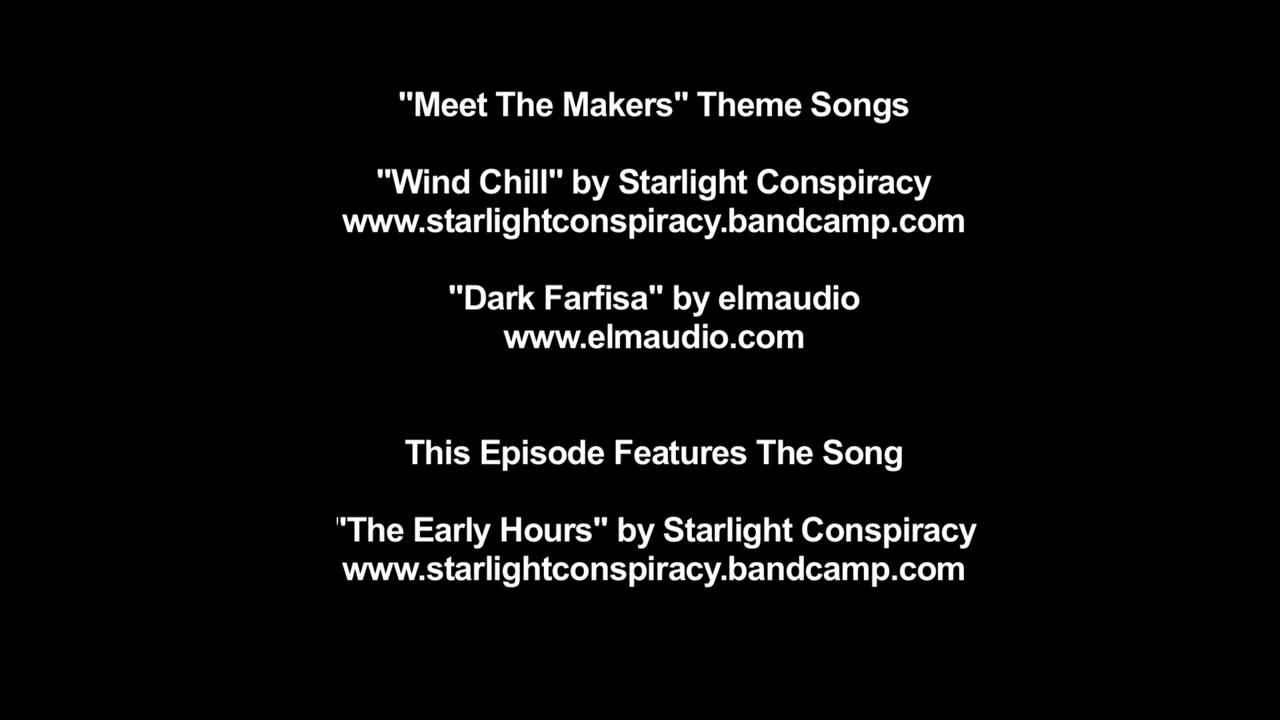 "Meet The Makers" Theme Songs
"Wind Chill" by Starlight Conspiracy
www.starlightconspiracy.bandcamp.com
"Dark Farfisa" by elmaudio
www.elmaudio.com
This Episode Features The Song
"The Early Hours" by Starlight Conspiracy
www.starlightconspiracy.bandcamp.com